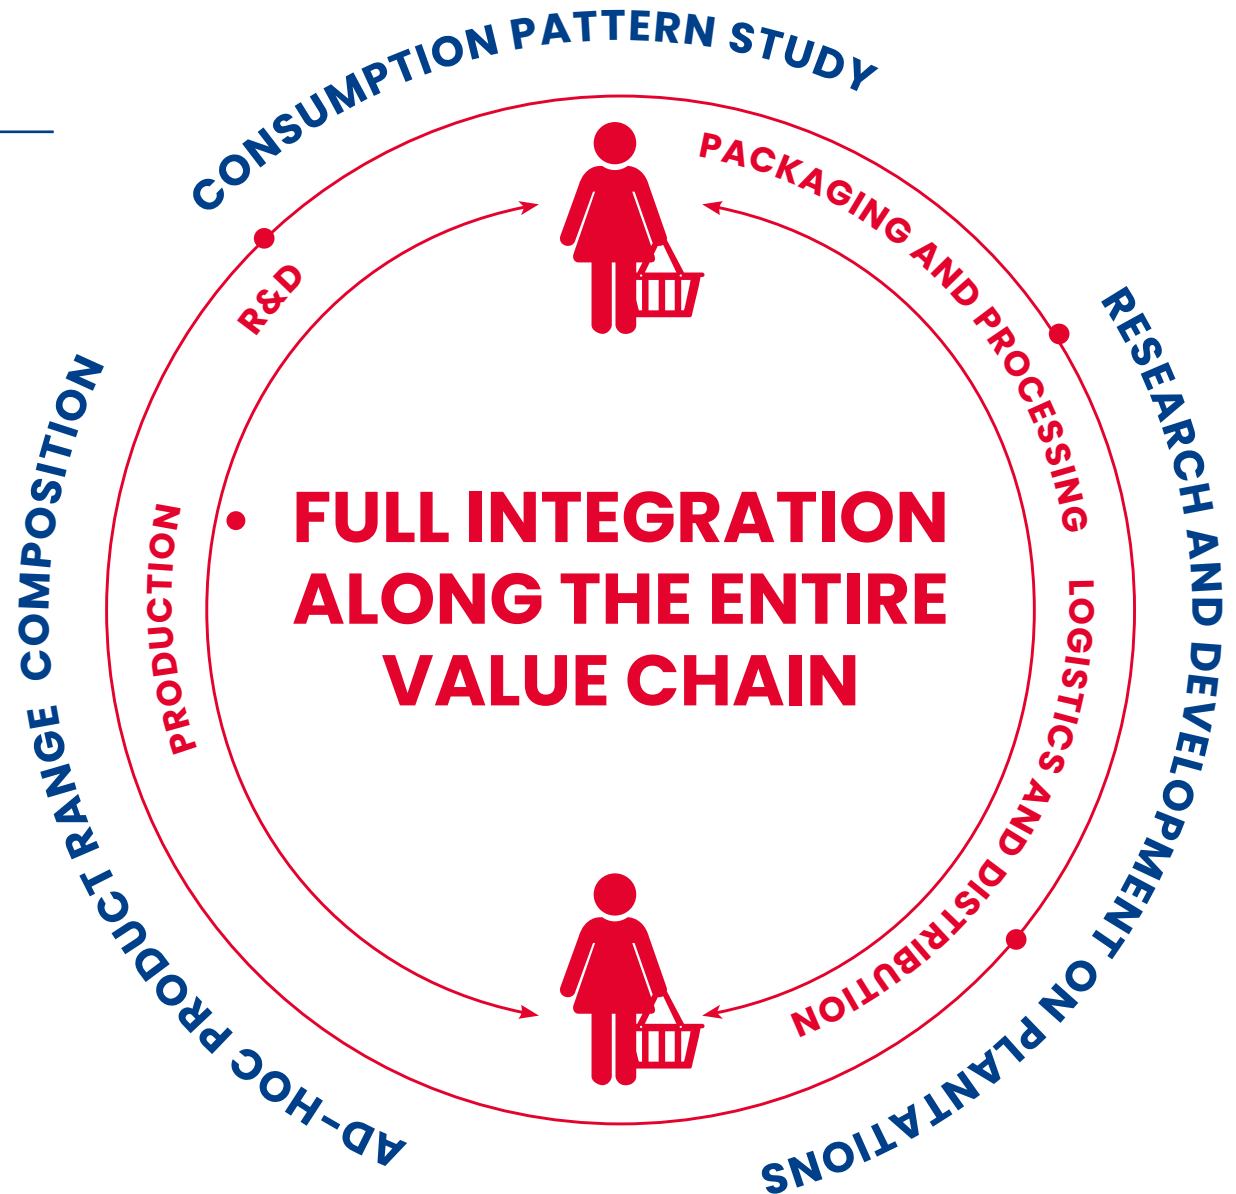 CONSUMPTION PATTERN STUDY
RESEARCH AND DEVELOPMENT ON PLANTATIONS
AD-HOC PRODUCT RANGE COMPOSITION
R&D
PACKAGING AND PROCESSING
LOGISTICS AND DISTRIBUTION
PRODUCTION
FULL INTEGRATION
ALONG THE ENTIRE
VALUE CHAIN